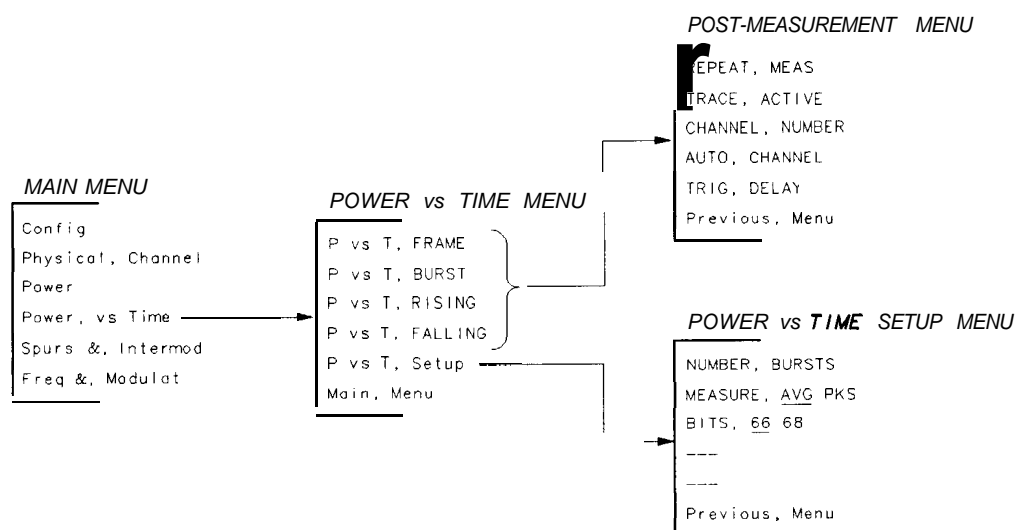 MAIN MENU
Config
Physical, Channel
Power
Power, vs Time
Spurs &, Intermod
Freq &, Modulat
POWER vs TIME MENU
P vs T, FRAME
P vs T, BURST
P vs T, RISING
P vs T, FALLING
P vs T, Setup
Main, Menu
POST-MEASUREMENT MENU
rEPEAT, MEAS
TRACE, ACTIVE
CHANNEL, NUMBER
AUTO, CHANNEL
TRIG, DELAY
Previous, Menu
POWER vs TIME SETUP MENU
NUMBER, BURSTS
MEASURE, AVG PKS
BITS, 66 68
---
---
Previous, Menu